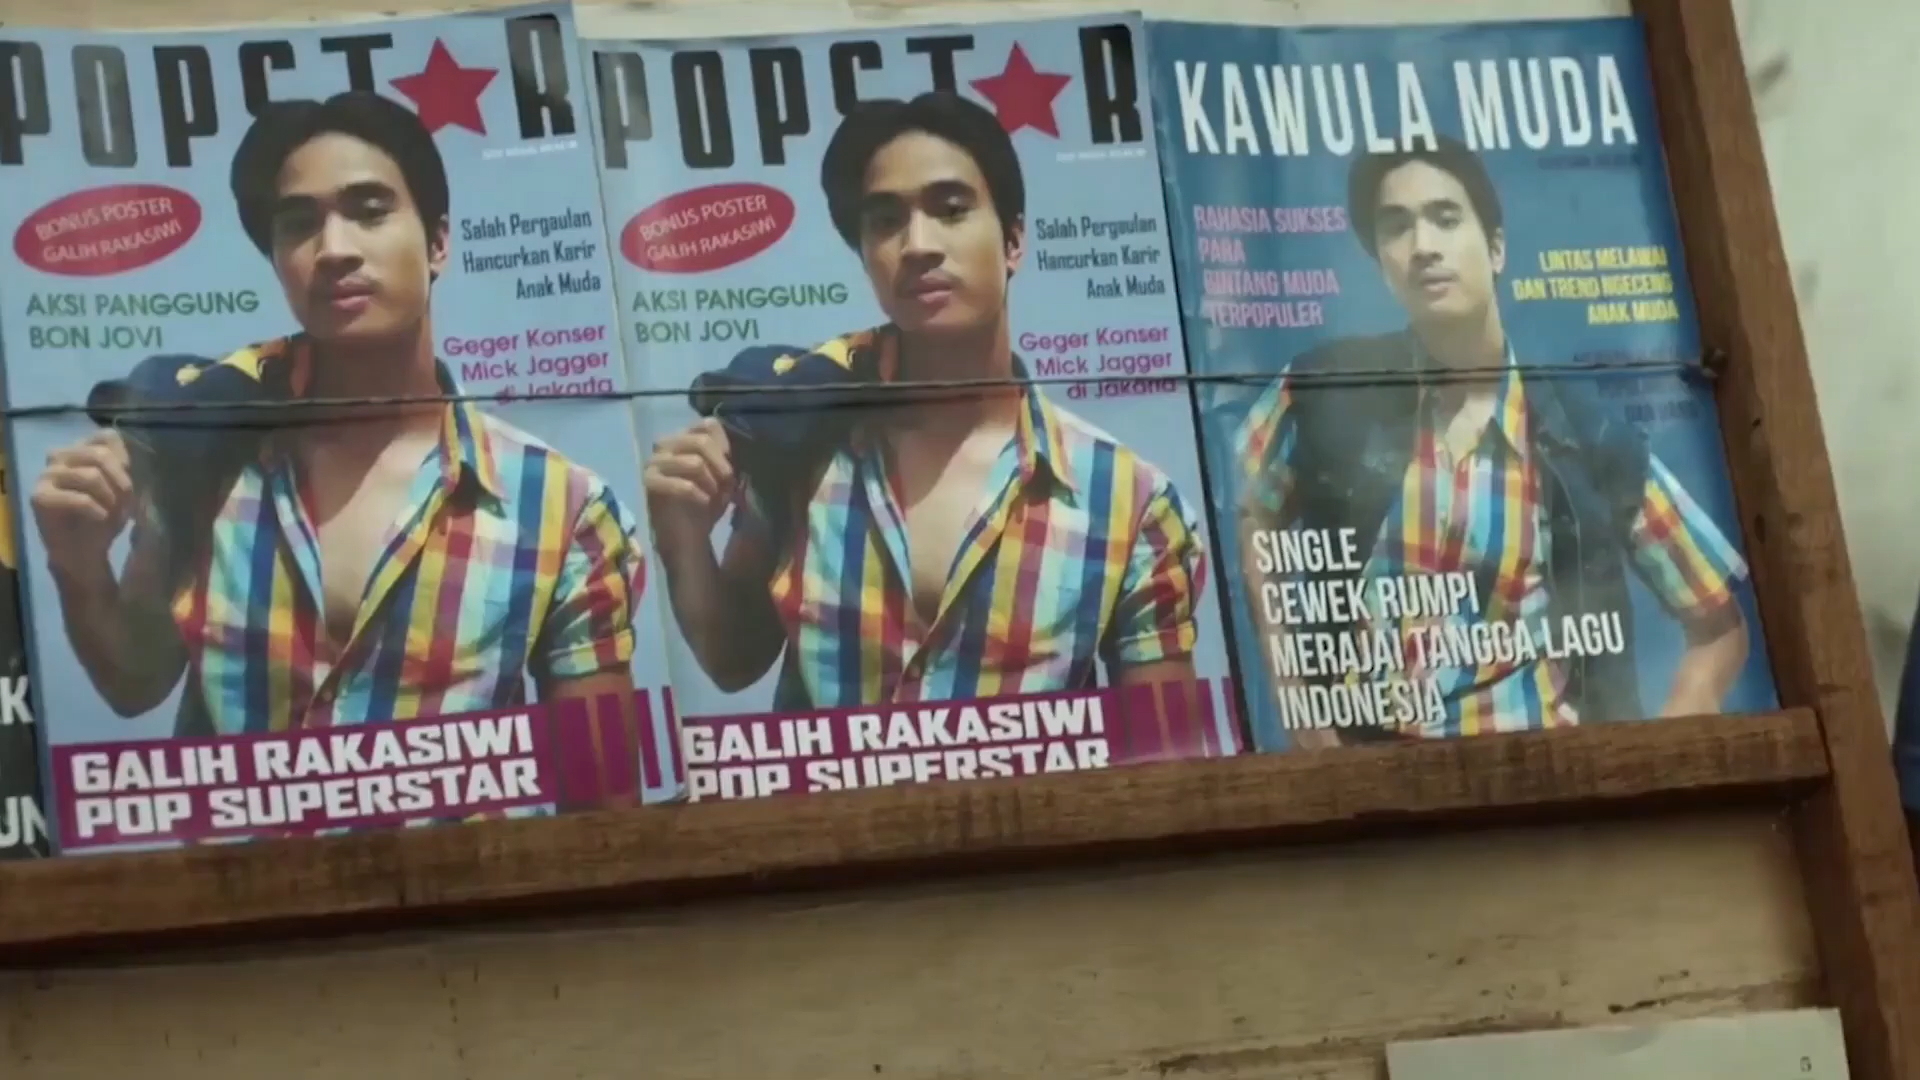 POPST★R
BONUS POSTER
GALIH RAKASIWI
Salah Pergaulan
Hancurkan Karir
Anak Muda
AKSI PANGGUNG
BON JOVI
Geger Konser
Mick Jagger
di Jakarta
GALIH RAKASIWI
POP SUPERSTAR
POPST★R
BONUS POSTER
GALIH RAKASIWI
Salah Pergaulan
Hancurkan Karir
Anak Muda
AKSI PANGGUNG
BON JOVI
Geger Konser
Mick Jagger
di Jakarta
GALIH RAKASIWI
POP SUPERSTAR
KAWULA MUDA
RAHASIA SUKSES
PARA
BINTANG MUDA
TERPOPULER
LINTAS MELAWAI
DAN TREND NGECENG
ANAK MUDA
SINGLE
CEWEK RUMPI
MERAJAI TANGGA LAGU
INDONESIA